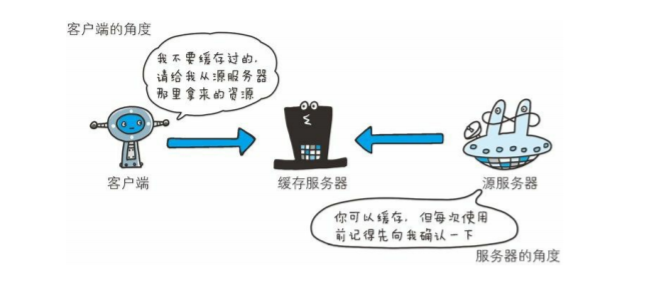 客户端的角度
我不要缓存过的，
请给我从源服务器
那里拿来的资源
客户端
缓存服务器
源服务器
你可以缓存，但每次使用
前记得先向我确认一下
服务器的角度